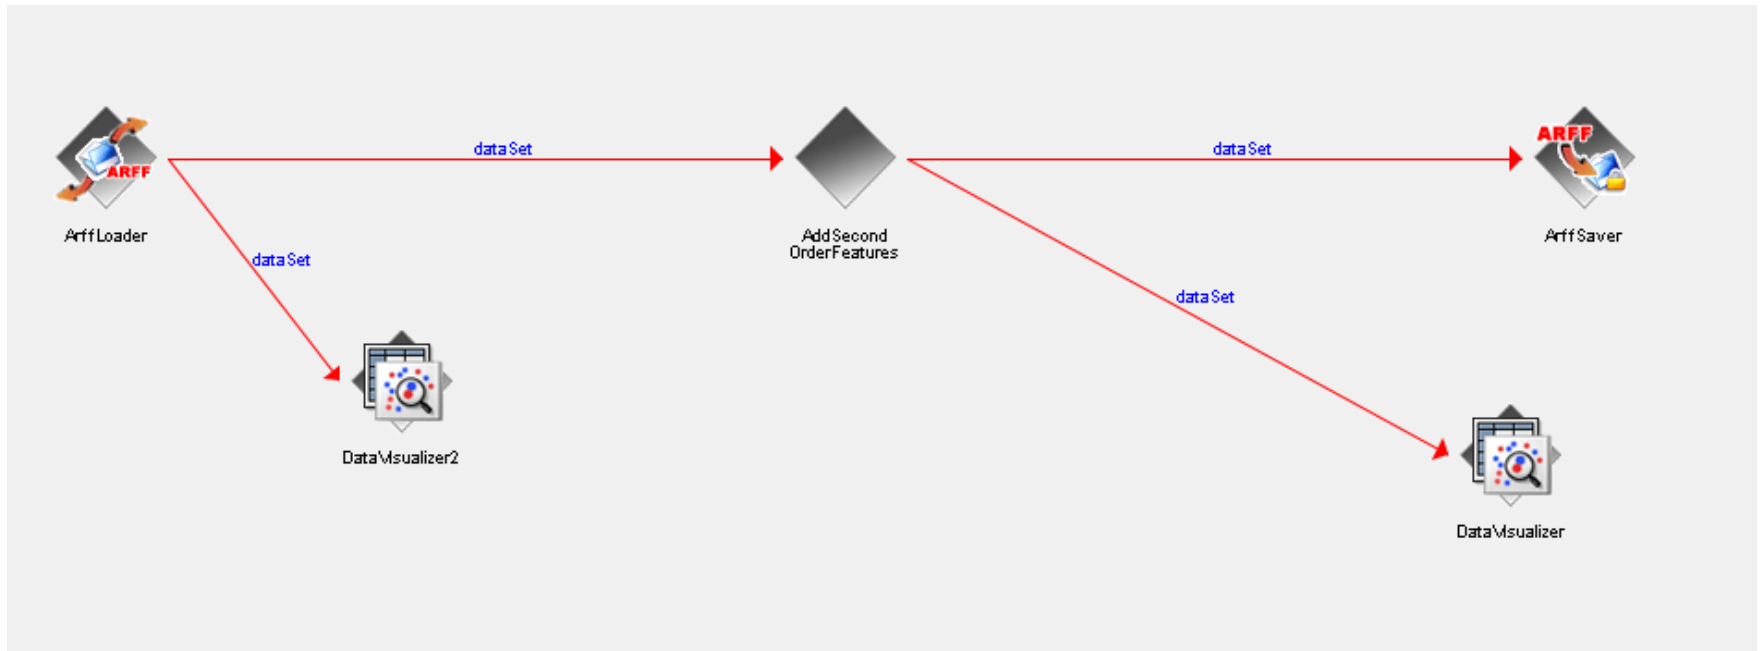 dataSet
dataSet
ARFF
ARFF
ArffLoader
AddSecond
OrderFeatures
ArffSaver
dataSet
dataSet
DataVisualizer2
DataVisualizer